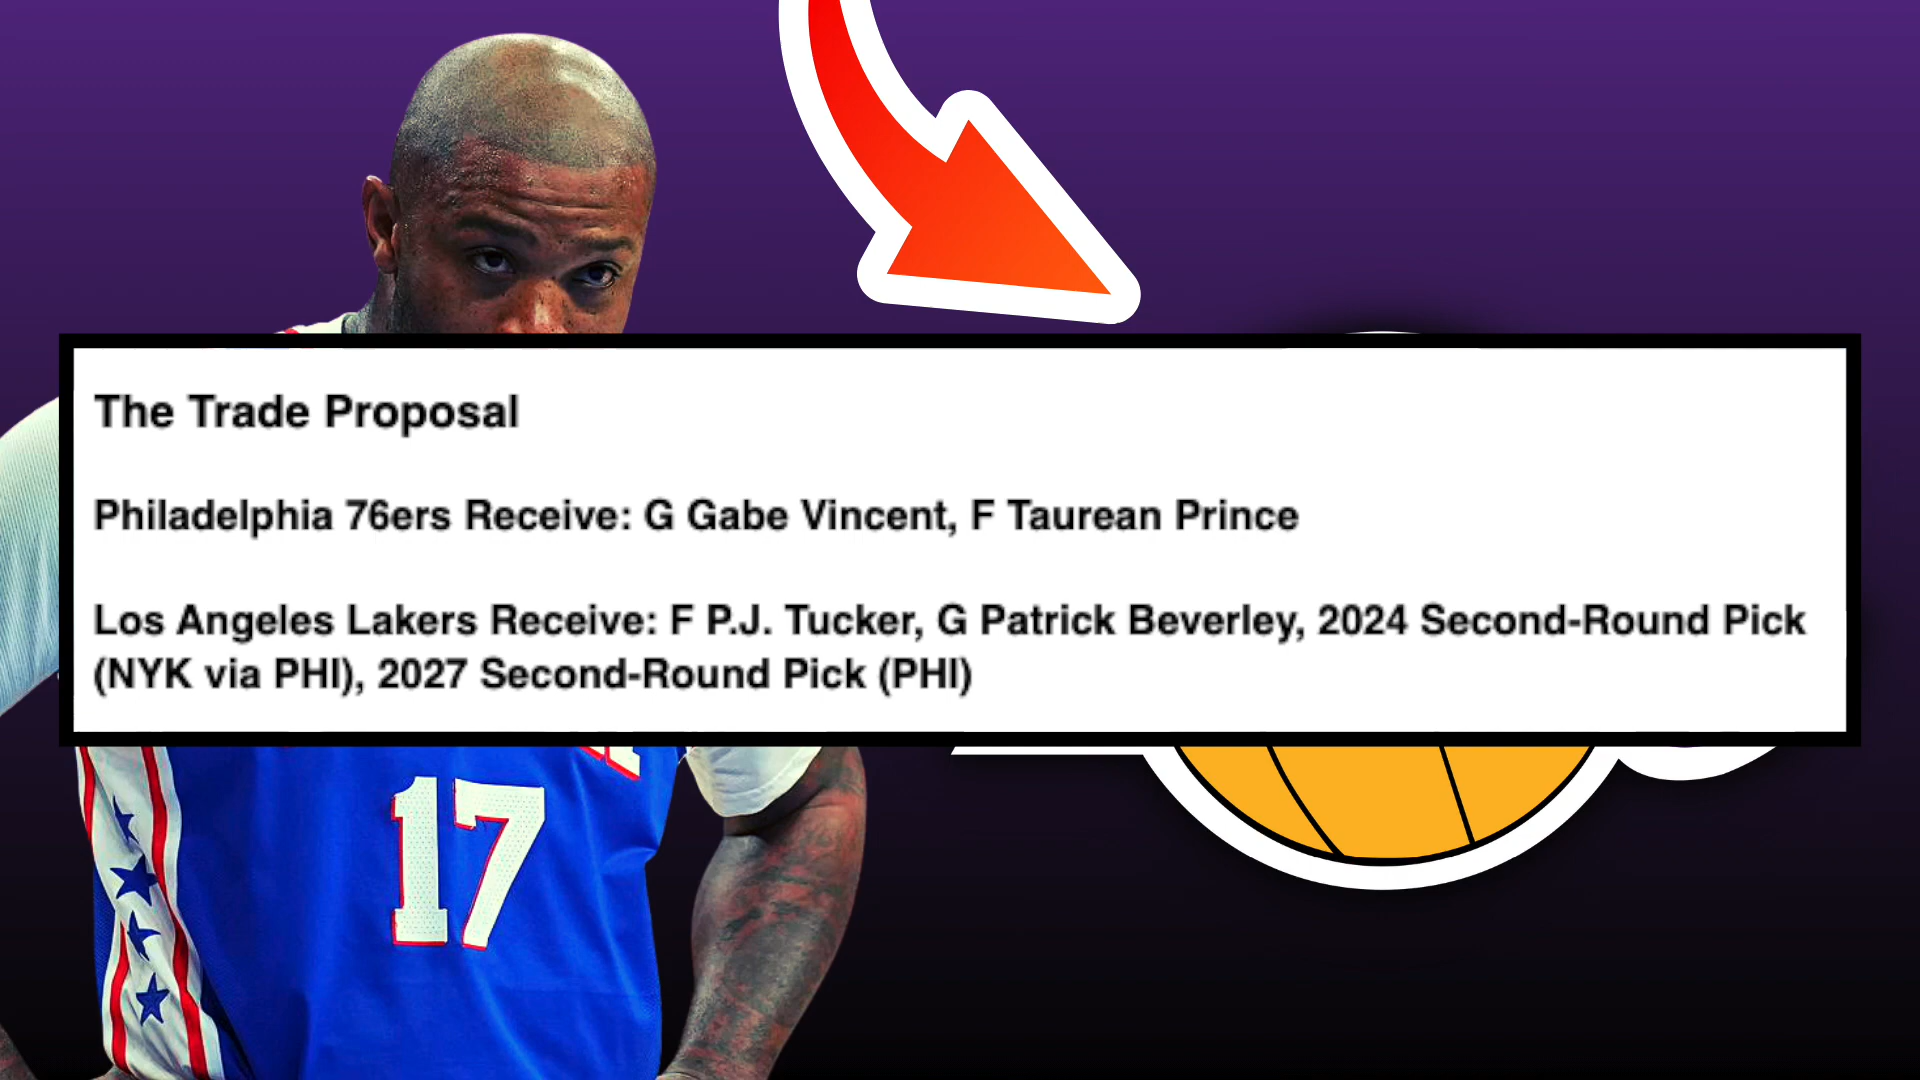 The Trade Proposal
Philadelphia 76ers Receive: G Gabe Vincent, F Taurean Prince
Los Angeles Lakers Receive: F P.J. Tucker, G Patrick Beverley, 2024 Second-Round Pick
(NYK via PHI), 2027 Second-Round Pick (PHI)
17